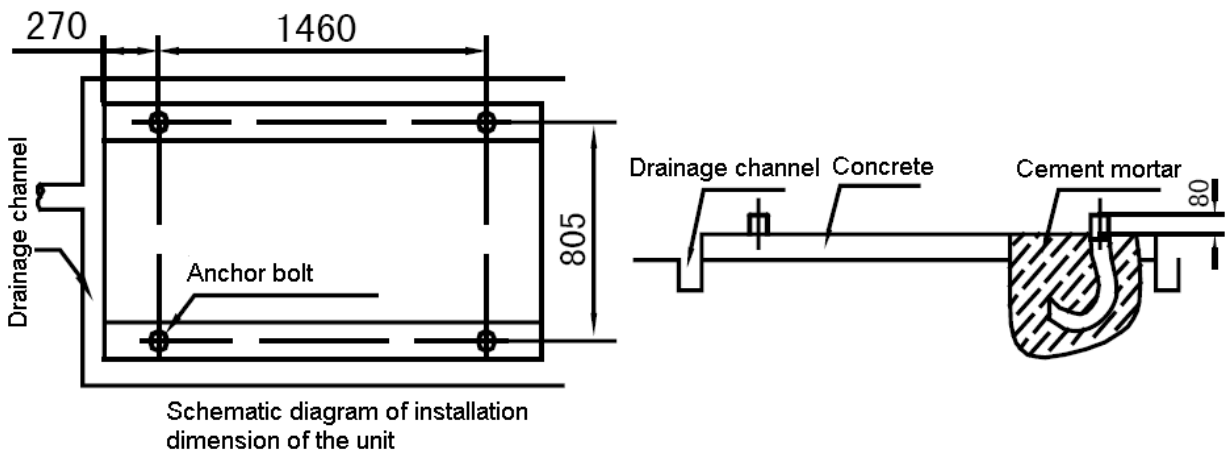 270
1460
Drainage channel
805
Anchor bolt
Schematic diagram of installation
dimension of the unit
Drainage channel
Concrete
Cement mortar
80